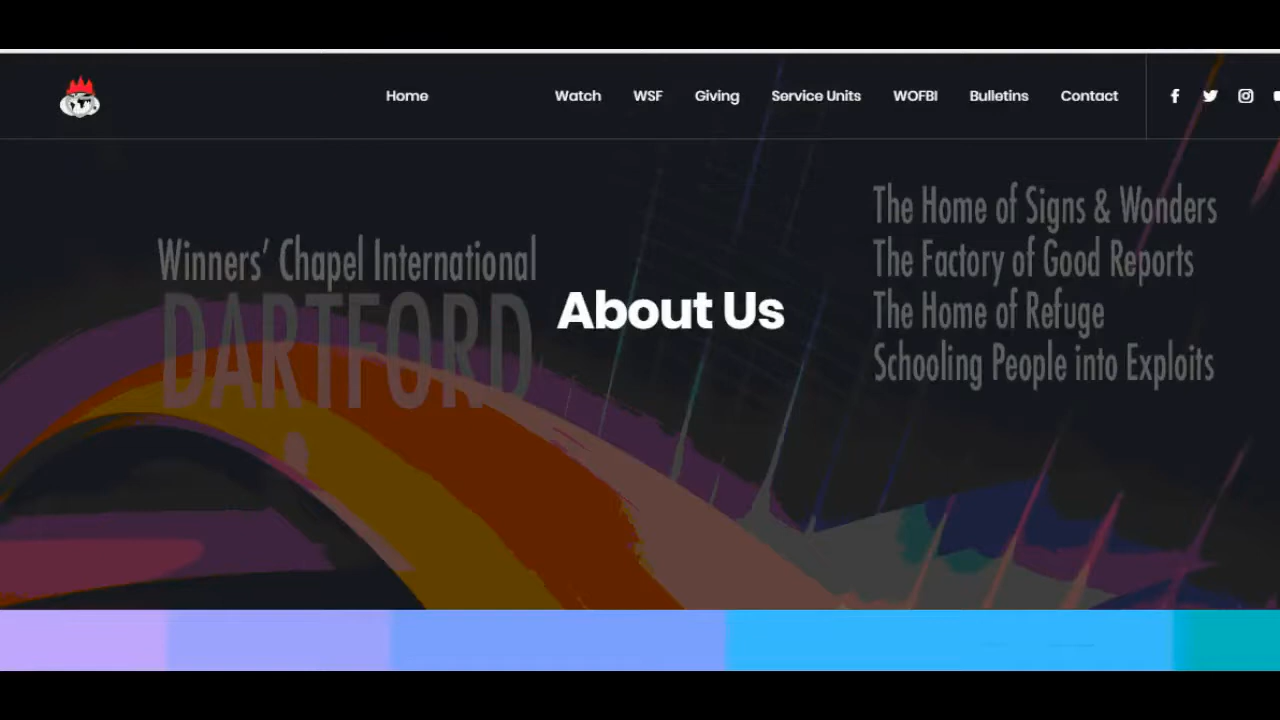 Home Watch WSF Giving Service Units WOFBI Bulletins Contact
Winners’ Chapel International
DARTFORD
About Us
The Home of Signs & Wonders
The Factory of Good Reports
The Home of Refuge
Schooling People into Exploits